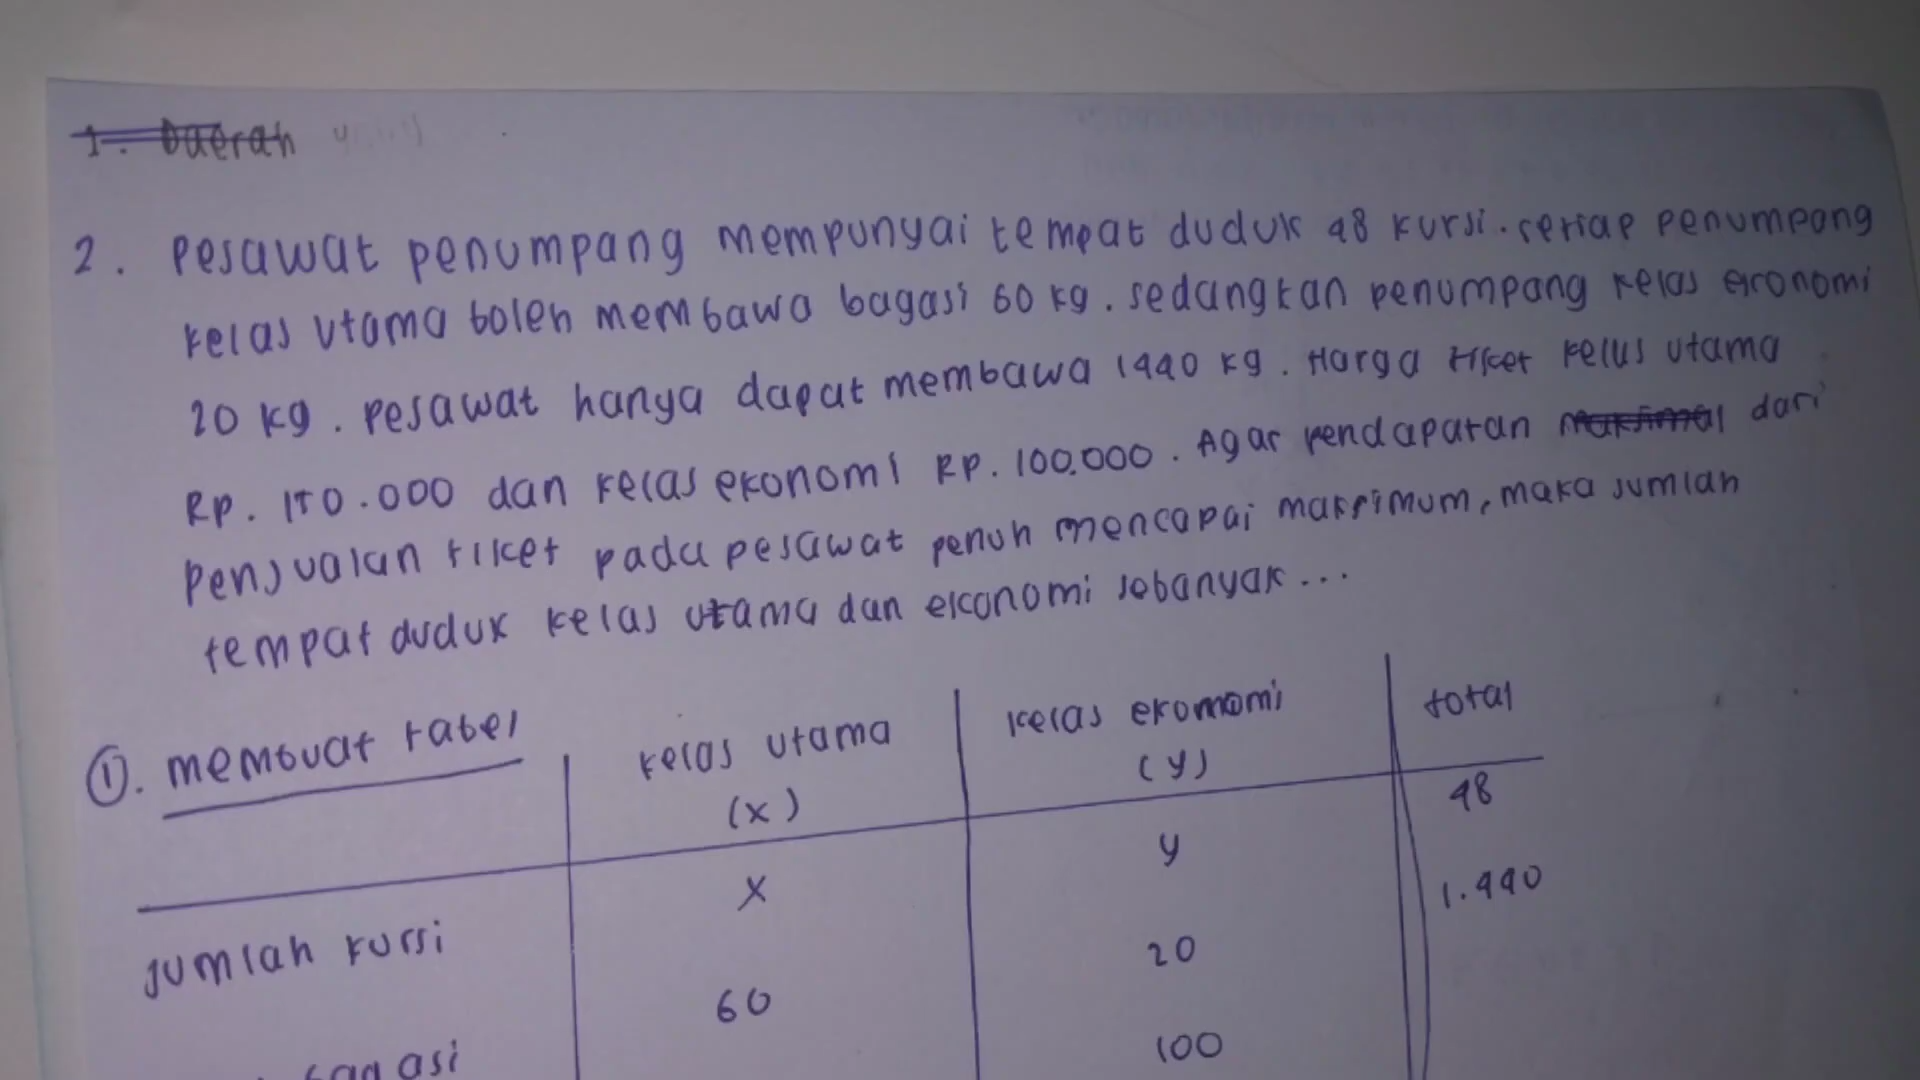 1. Daerah
2. Pesawat penumpang mempunyai tempat duduk 48 kursi. setiap penumpang
kelas utama boleh membawa bagasi 60 kg. sedangkan penumpang kelas ekonomi
20 kg. pesawat hanya dapat membawa 1440 kg. Harga tiket kelas utama
Rp. 150.000 dan kelas ekonomi RP. 100.000. Agar pendapatan maksimal dari
penjualan tiket pada pesawat penuh mencapai maksimum, maka jumlah
tempat duduk kelas utama dan ekonomi sebanyak...
①. membuat tabel
kelas utama kelas ekomomi total
(x) (y)
jumlah kursi x y 48
bagasi 60 20 1.440
100